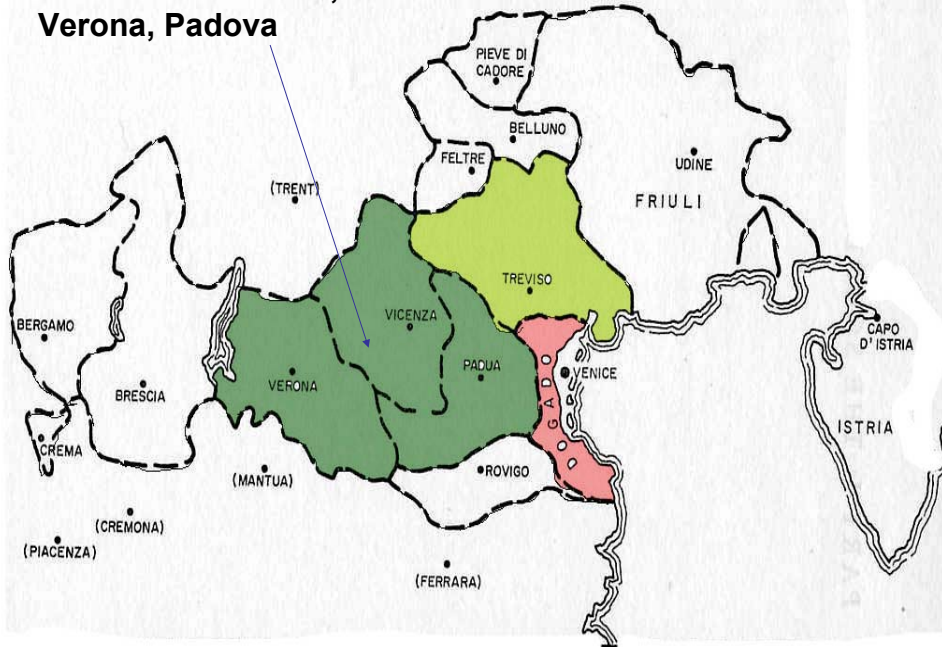 Verona, Padova
PIEVE DI
CADORE
BELLUNO
FELTRE
UDINE
(TRENT)
FRIULI
TREVISO
BERGAMO
VICENZA
CAPO
D'ISTRIA
VERONA
PADUA
VENICE
DOGADO
BRESCIA
ISTRIA
CREMA
(MANTUA)
ROVIGO
(CREMONA)
(PIACENZA)
(FERRARA)